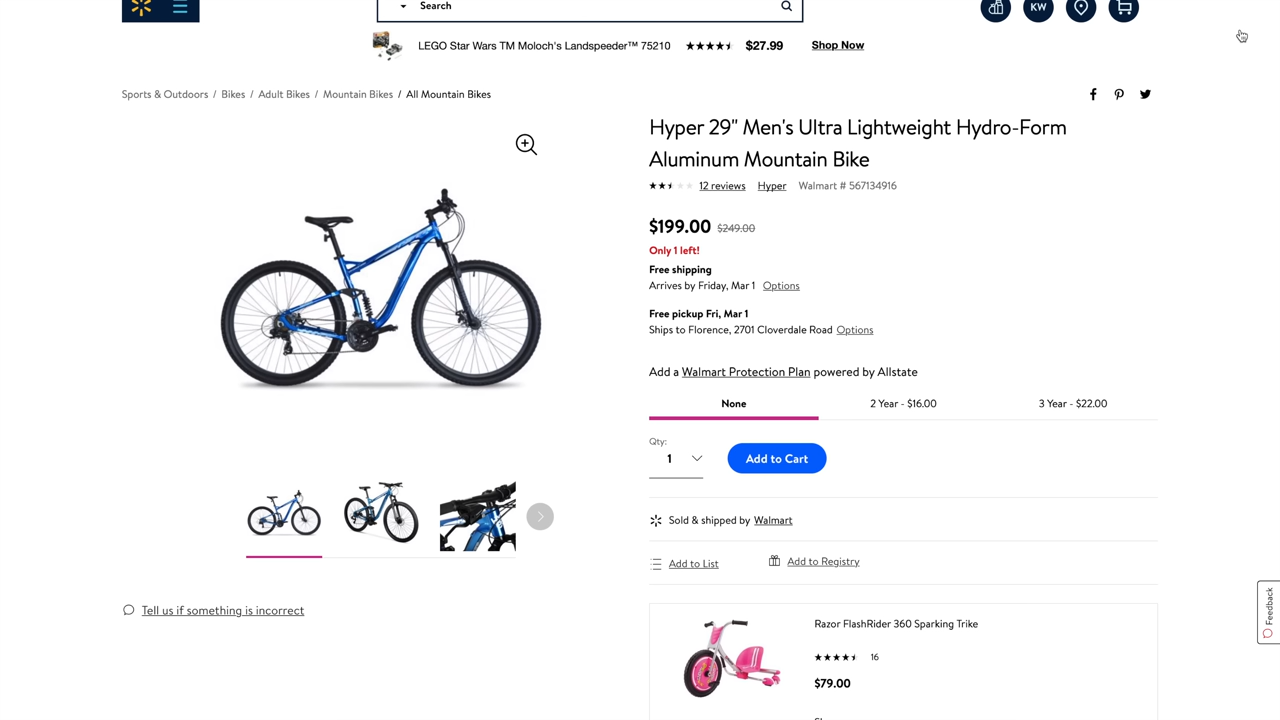 Search
KW
LEGO Star Wars TM Moloch's Landspeeder™ 75210 $27.99 Shop Now
Sports & Outdoors / Bikes / Adult Bikes / Mountain Bikes / All Mountain Bikes
Hyper 29" Men's Ultra Lightweight Hydro-Form
Aluminum Mountain Bike
12 reviews Hyper Walmart # 567134916
$199.00 $249.00
Only 1 left!
Free shipping
Arrives by Friday, Mar 1 Options
Free pickup Fri, Mar 1
Ships to Florence, 2701 Cloverdale Road Options
Add a Walmart Protection Plan powered by Allstate
None 2 Year - $16.00 3 Year - $22.00
Qty:
1 Add to Cart
Sold & shipped by Walmart
Add to List Add to Registry
Tell us if something is incorrect
Feedback
Razor FlashRider 360 Sparking Trike
16
$79.00